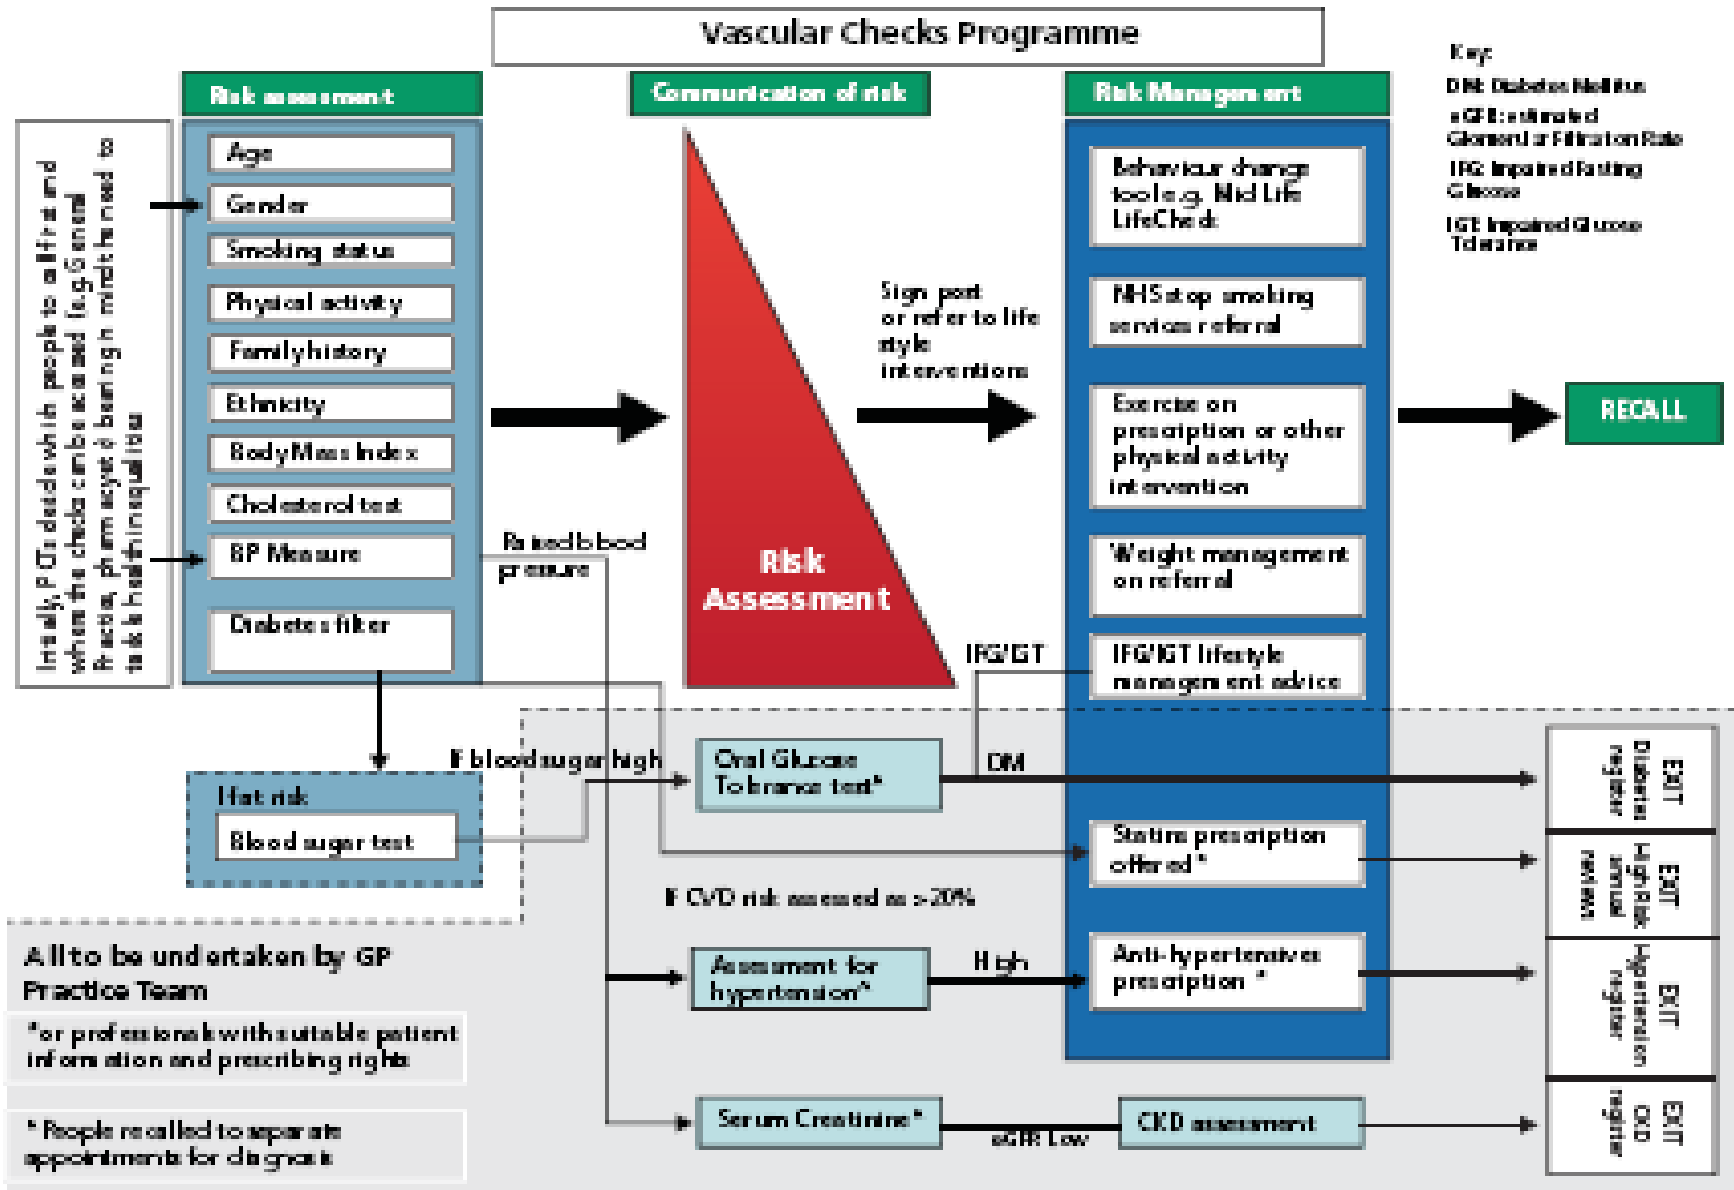 Vascular Checks Programme
Risk assessment
Communication of risk
Risk Management
Key:
DM: Diabetes Mellitus
eGFR: estimated
Glomerular Filtration Rate
IFG: Impaired Fasting
Glucose
IGT: Impaired Glucose
Tolerance
Initially, PCTs decide which people to call first and
where the checks can be accessed (e.g. General
Practice, pharmacy etc) bearing in mind the need to
tackle health inequalities
Age
Gender
Smoking status
Physical activity
Family history
Ethnicity
Body Mass Index
Cholesterol test
BP Measure
Diabetes filter
Raised blood
pressure
Risk
Assessment
Sign post
or refer to life
style
interventions
Behaviour change
tool e.g. Mid Life
LifeCheck
NHS stop smoking
services referral
Exercise on
prescription or other
physical activity
intervention
Weight management
on referral
IFG/IGT lifestyle
management advice
RECALL
IFG/IGT
If at risk
Blood sugar test
If blood sugar high
Oral Glucose
Tolerance test*
DM
Statins prescription
offered *
If CVD risk assessed as >20%
Assessment for
hypertension*
High
Anti-hypertensives
prescription *
Serum Creatinine*
eGFR Low
CKD assessment
EXIT
Diabetes
register
EXIT
High Risk
annual
reviews
EXIT
Hypertension
register
EXIT
CKD
register
All to be undertaken by GP
Practice Team
*or professionals with suitable patient
information and prescribing rights
* People recalled to separate
appointments for diagnosis